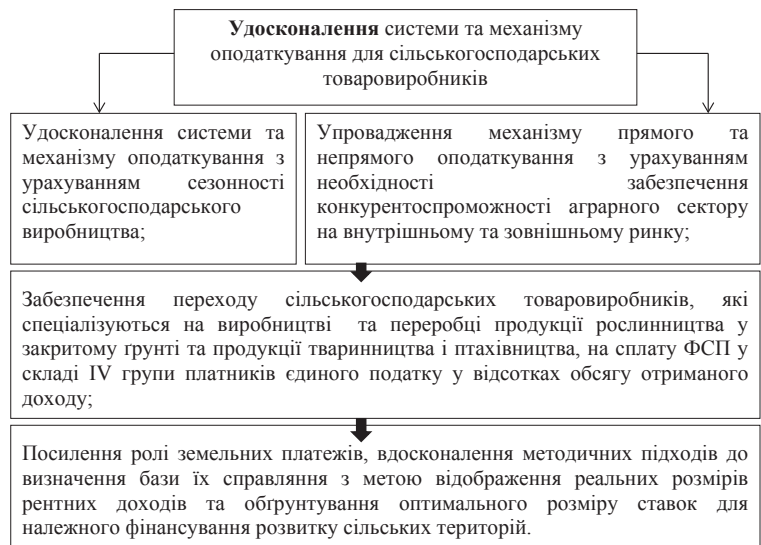 Удосконалення системи та механізму
оподаткування для сільськогосподарських
товаровиробників
Удосконалення системи та
механізму оподаткування з
урахуванням сезонності
сільськогосподарського
виробництва;
Упровадження механізму прямого та
непрямого оподаткування з урахуванням
необхідності забезпечення
конкурентоспроможності аграрного сектору
на внутрішньому та зовнішньому ринку;
Забезпечення переходу сільськогосподарських товаровиробників, які
спеціалізуються на виробництві та переробці продукції рослинництва у
закритому ґрунті та продукції тваринництва і птахівництва, на сплату ФСП у
складі IV групи платників єдиного податку у відсотках обсягу отриманого
доходу;
Посилення ролі земельних платежів, вдосконалення методичних підходів до
визначення бази їх справляння з метою відображення реальних розмірів
рентних доходів та обґрунтування оптимального розміру ставок для
належного фінансування розвитку сільських територій.